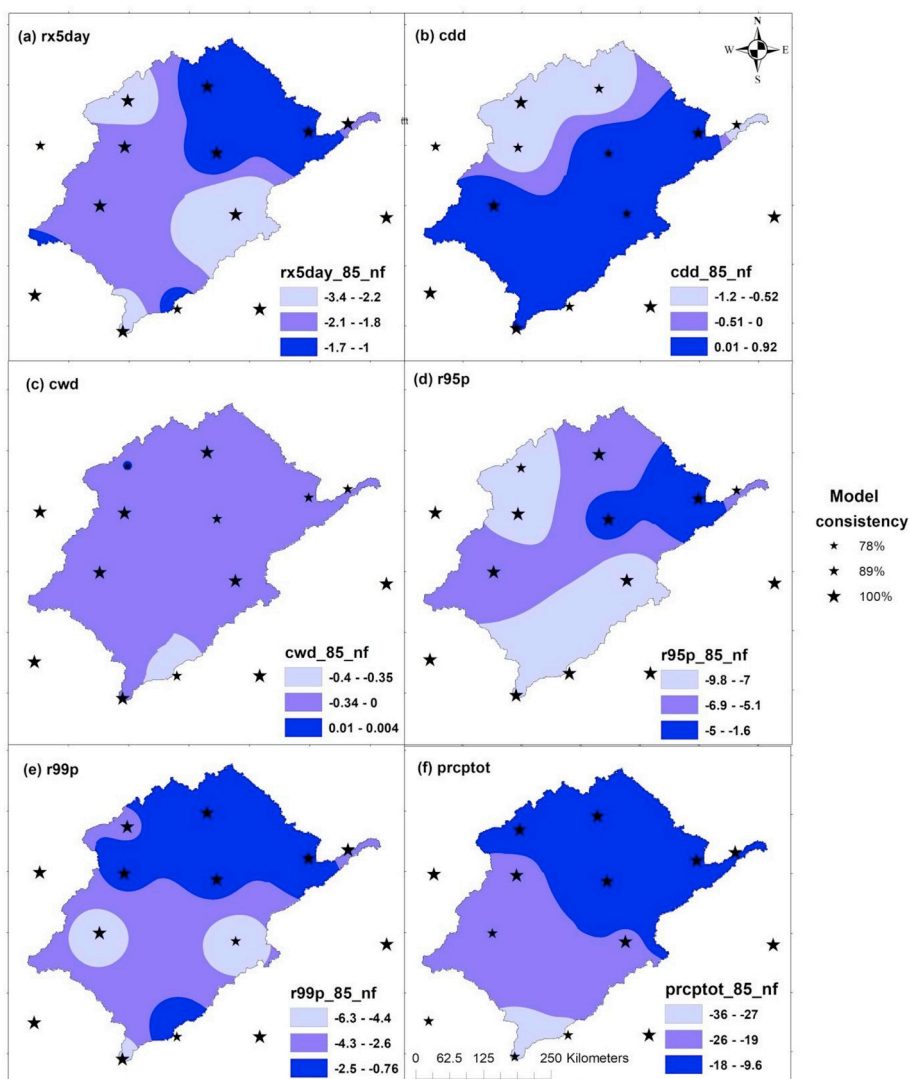 (a) rx5day
rx5day_85_nf
-3.4 - -2.2
-2.1 - -1.8
-1.7 - -1
(b) cdd
N
W E
S
cdd_85_nf
-1.2 - -0.52
-0.51 - 0
0.01 - 0.92
(c) cwd
cwd_85_nf
-0.4 - -0.35
-0.34 - 0
0.01 - 0.004
(d) r95p
r95p_85_nf
-9.8 - -7
-6.9 - -5.1
-5 - -1.6
Model
consistency
78%
89%
100%
(e) r99p
r99p_85_nf
-6.3 - -4.4
-4.3 - -2.6
-2.5 - -0.76
(f) prcptot
prcptot_85_nf
-36 - -27
-26 - -19
-18 - -9.6
0 62.5 125 250 Kilometers